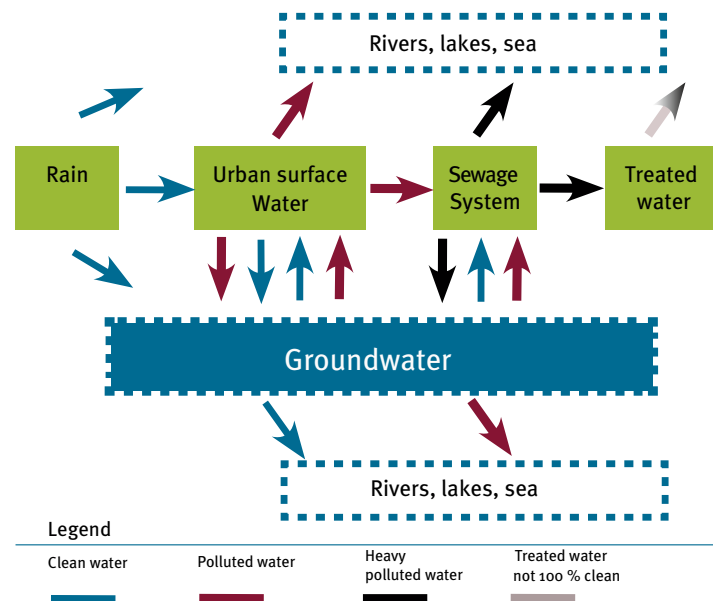 Rivers, lakes, sea
Rain
Urban surface
Water
Sewage
System
Treated
water
Groundwater
Rivers, lakes, sea
Legend
Clean water
Polluted water
Heavy
polluted water
Treated water
not 100 % clean